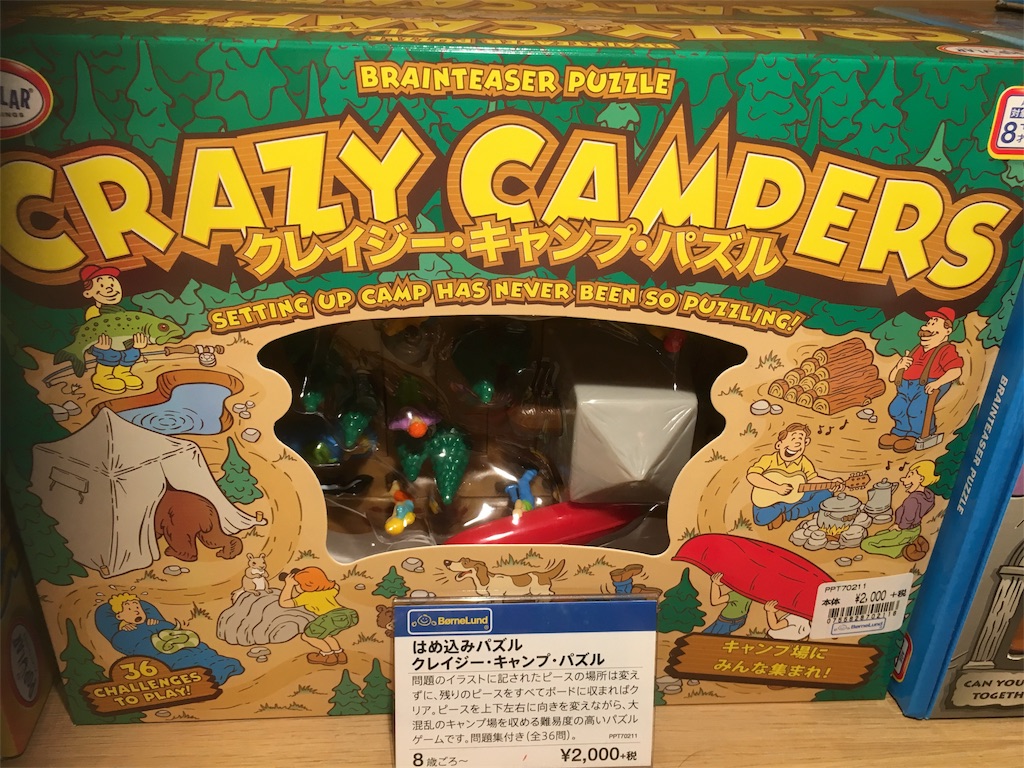 BRAINTEASER PUZZLE
CRAZY CAMPERS
クレイジー・キャンプ・パズル
SETTING UP CAMP HAS NEVER BEEN SO PUZZLING!
36
CHALLENGES
TO PLAY!
PPT70211
本体 ¥2,000 +税
BørneLund
キャンプ場に
みんな集まれ!
BørneLund
はめ込みパズル
クレイジー・キャンプ・パズル
問題のイラストに記されたピースの場所は変え
ずに、残りのピースをすべてボードに収まればク
リア。ピースを上下左右に向きを変えながら、大
混乱のキャンプ場を収める難易度の高いパズル
ゲームです。問題集付き(全36問)。
PPT70211
8歳ごろ~
¥2,000+税
BRAINTEASER PUZZLE
CAN YOU
TOGETH